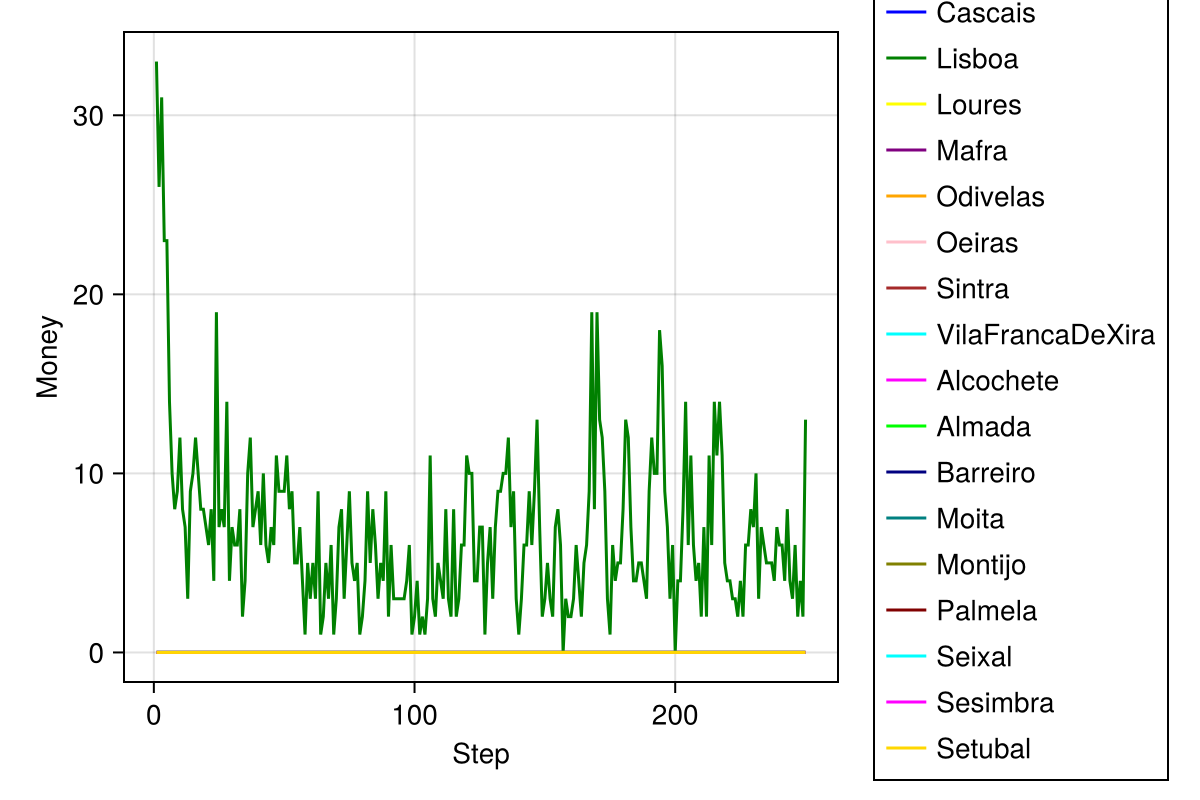 30
20
10
0
Money
0
100
200
Step
Cascais
Lisboa
Loures
Mafra
Odivelas
Oeiras
Sintra
VilaFrancaDeXira
Alcochete
Almada
Barreiro
Moita
Montijo
Palmela
Seixal
Sesimbra
Setubal